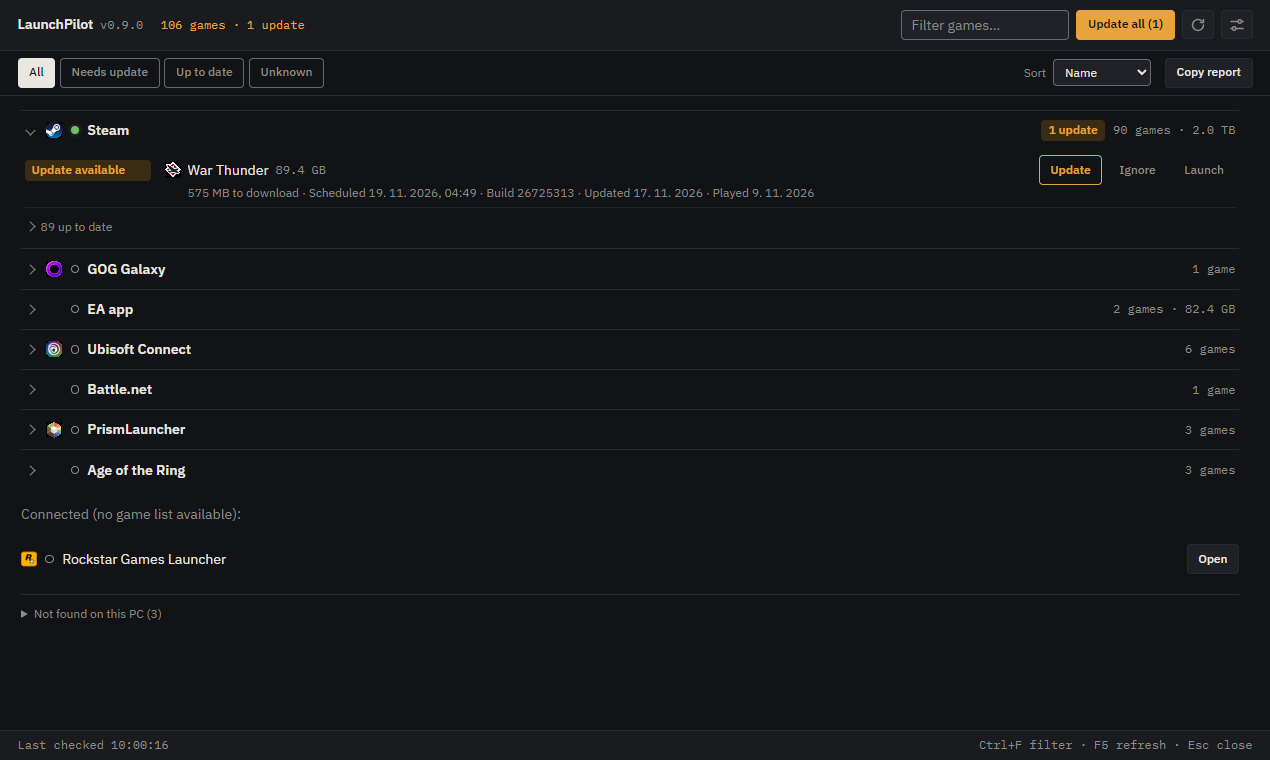 LaunchPilot v0.9.0 106 games · 1 update Filter games... Update all (1)
All Needs update Up to date Unknown Sort Name Copy report
Steam 1 update 90 games · 2.0 TB
Update available War Thunder 89.4 GB Update Ignore Launch
575 MB to download · Scheduled 19. 11. 2026, 04:49 · Build 26725313 · Updated 17. 11. 2026 · Played 9. 11. 2026
89 up to date
GOG Galaxy 1 game
EA app 2 games · 82.4 GB
Ubisoft Connect 6 games
Battle.net 1 game
PrismLauncher 3 games
Age of the Ring 3 games
Connected (no game list available):
Rockstar Games Launcher Open
Not found on this PC (3)
Last checked 10:00:16 Ctrl+F filter · F5 refresh · Esc close